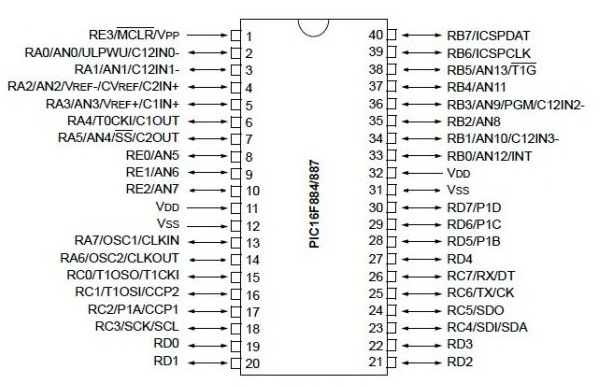 RE3/MCLR/VPP 1
RA0/AN0/ULPWU/C12IN0- 2
RA1/AN1/C12IN1- 3
RA2/AN2/VREF-/CVREF/C2IN+ 4
RA3/AN3/VREF+/C1IN+ 5
RA4/T0CKI/C1OUT 6
RA5/AN4/SS/C2OUT 7
RE0/AN5 8
RE1/AN6 9
RE2/AN7 10
VDD 11
VSS 12
RA7/OSC1/CLKIN 13
RA6/OSC2/CLKOUT 14
RC0/T1OSO/T1CKI 15
RC1/T1OSI/CCP2 16
RC2/P1A/CCP1 17
RC3/SCK/SCL 18
RD0 19
RD1 20
PIC16F884/887
40 RB7/ICSPDAT
39 RB6/ICSPCLK
38 RB5/AN13/T1G
37 RB4/AN11
36 RB3/AN9/PGM/C12IN2-
35 RB2/AN8
34 RB1/AN10/C12IN3-
33 RB0/AN12/INT
32 VDD
31 VSS
30 RD7/P1D
29 RD6/P1C
28 RD5/P1B
27 RD4
26 RC7/RX/DT
25 RC6/TX/CK
24 RC5/SDO
23 RC4/SDI/SDA
22 RD3
21 RD2